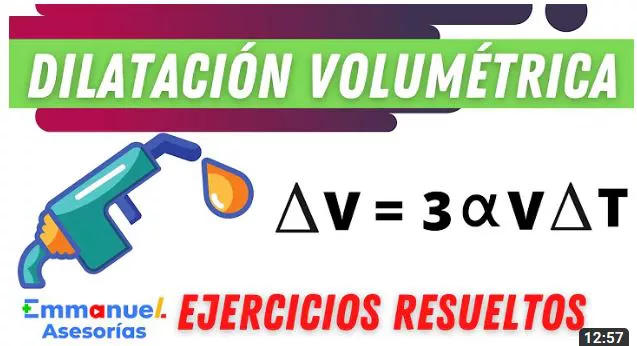 DILATACIÓN VOLUMÉTRICA
ΔV = 3αVΔT
Emmanuel.
Asesorías
EJERCICIOS RESUELTOS
12:57